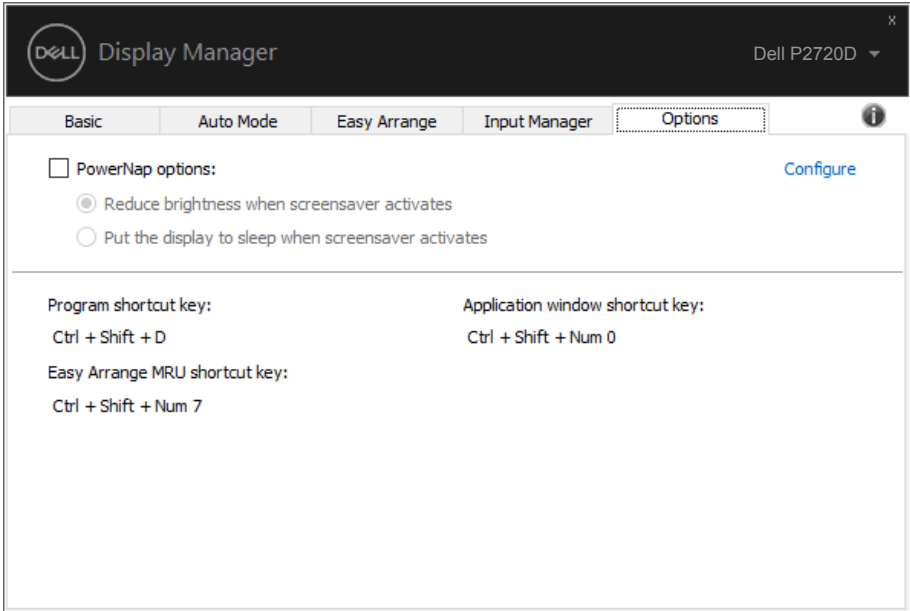 x
DELL Display Manager Dell P2720D
Basic Auto Mode Easy Arrange Input Manager Options i
PowerNap options: Configure
Reduce brightness when screensaver activates
Put the display to sleep when screensaver activates
Program shortcut key: Application window shortcut key:
Ctrl + Shift + D Ctrl + Shift + Num 0
Easy Arrange MRU shortcut key:
Ctrl + Shift + Num 7